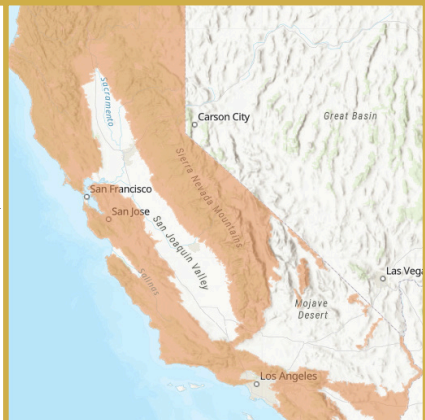 Sacramento
Carson City
Great Basin
Sierra Nevada Mountains
San Francisco
San Jose
San Joaquin Valley
Salinas
Las Vega
Mojave
Desert
Los Angeles